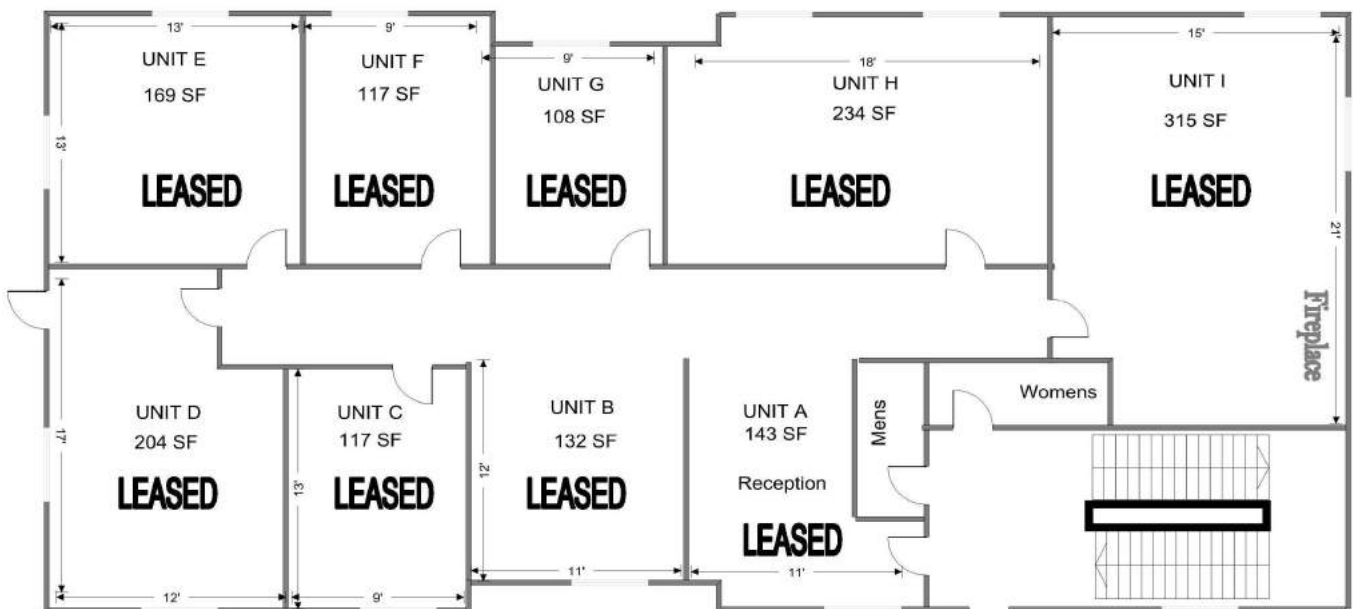 13'
9'
9'
18'
15'
UNIT E
169 SF
LEASED
13'
UNIT F
117 SF
LEASED
UNIT G
108 SF
LEASED
UNIT H
234 SF
LEASED
UNIT I
315 SF
LEASED
21'
Fireplace
UNIT D
204 SF
LEASED
17'
12'
UNIT C
117 SF
LEASED
13'
9'
UNIT B
132 SF
LEASED
12'
11'
UNIT A
143 SF
Reception
LEASED
11'
Mens
Womens